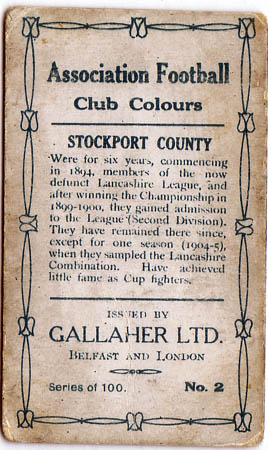 Association Football
Club Colours
STOCKPORT COUNTY
Were for six years, commencing
in 1894, members of the now
defunct Lancashire League, and
after winning the Championship in
1899-1900, they gained admission
to the League (Second Division).
They have remained there since,
except for one season (1904-5),
when they sampled the Lancashire
Combination. Have achieved
little fame as Cup fighters.
ISSUED BY
GALLAHER LTD.
BELFAST AND LONDON
Series of 100. No. 2